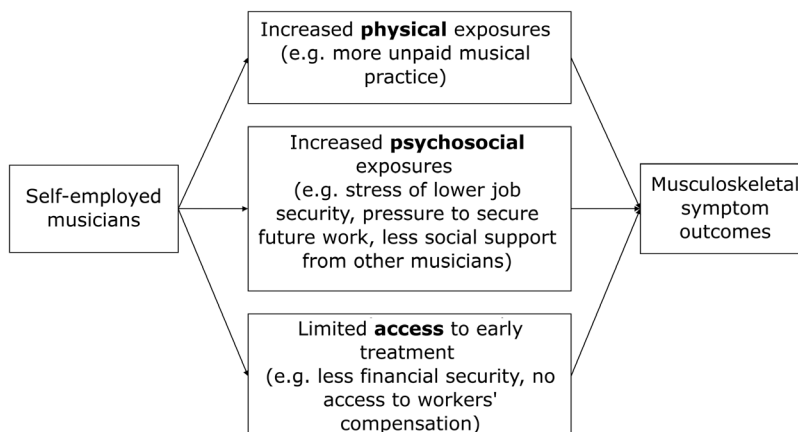 Increased physical exposures
(e.g. more unpaid musical
practice)
Increased psychosocial
exposures
(e.g. stress of lower job
security, pressure to secure
future work, less social support
from other musicians)
Self-employed
musicians
Musculoskeletal
symptom
outcomes
Limited access to early
treatment
(e.g. less financial security, no
access to workers'
compensation)